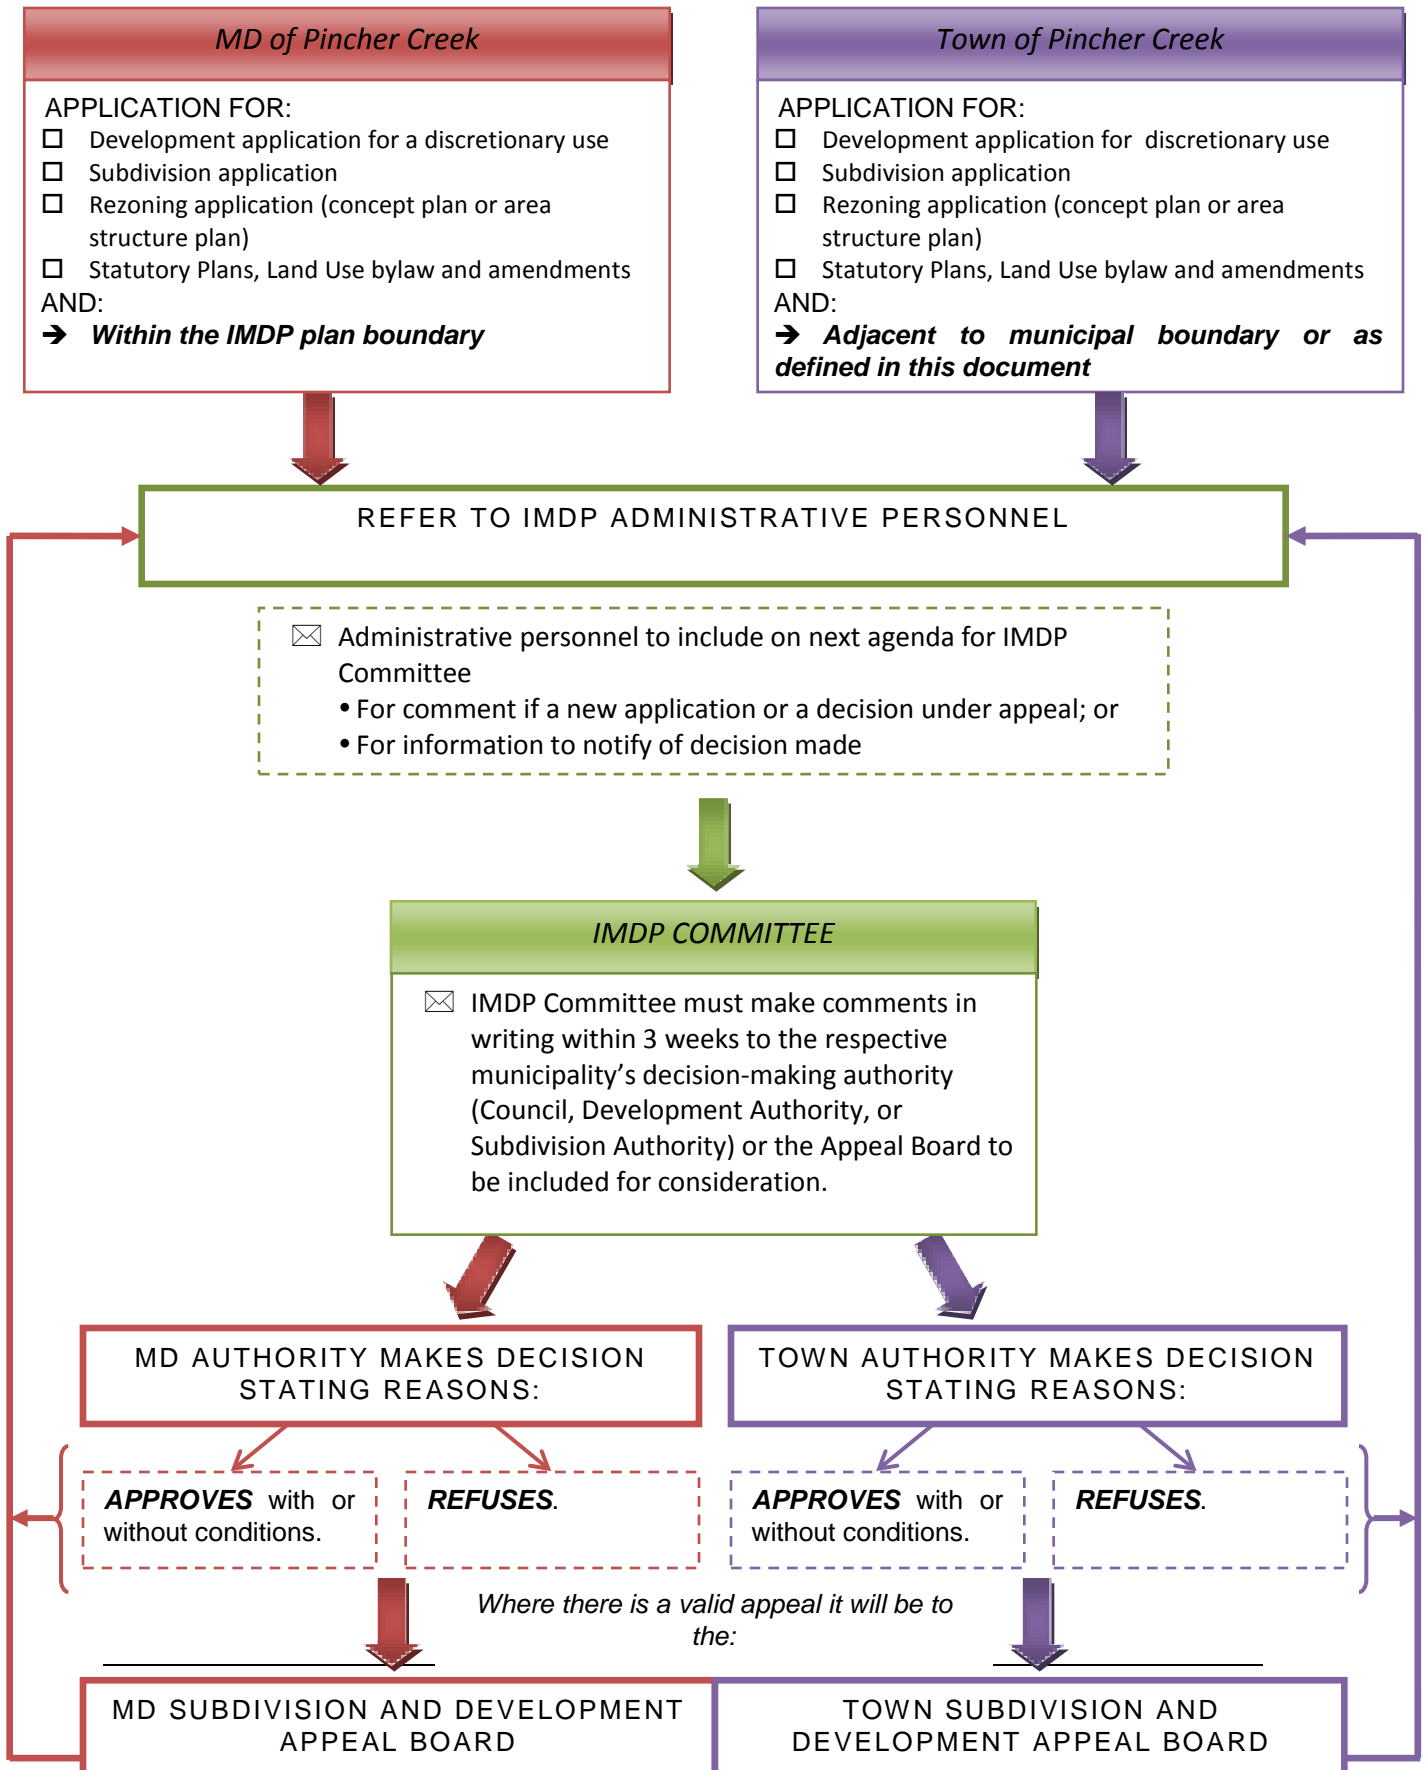 MD of Pincher Creek
APPLICATION FOR:
Development application for a discretionary use
Subdivision application
Rezoning application (concept plan or area
structure plan)
Statutory Plans, Land Use bylaw and amendments
AND:
→ Within the IMDP plan boundary
Town of Pincher Creek
APPLICATION FOR:
Development application for discretionary use
Subdivision application
Rezoning application (concept plan or area
structure plan)
Statutory Plans, Land Use bylaw and amendments
AND:
→ Adjacent to municipal boundary or as
defined in this document
REFER TO IMDP ADMINISTRATIVE PERSONNEL
Administrative personnel to include on next agenda for IMDP
Committee
• For comment if a new application or a decision under appeal; or
• For information to notify of decision made
IMDP COMMITTEE
IMDP Committee must make comments in
writing within 3 weeks to the respective
municipality’s decision-making authority
(Council, Development Authority, or
Subdivision Authority) or the Appeal Board to
be included for consideration.
MD AUTHORITY MAKES DECISION
STATING REASONS:
TOWN AUTHORITY MAKES DECISION
STATING REASONS:
APPROVES with or
without conditions.
REFUSES.
APPROVES with or
without conditions.
REFUSES.
Where there is a valid appeal it will be to
the:
MD SUBDIVISION AND DEVELOPMENT
APPEAL BOARD
TOWN SUBDIVISION AND
DEVELOPMENT APPEAL BOARD